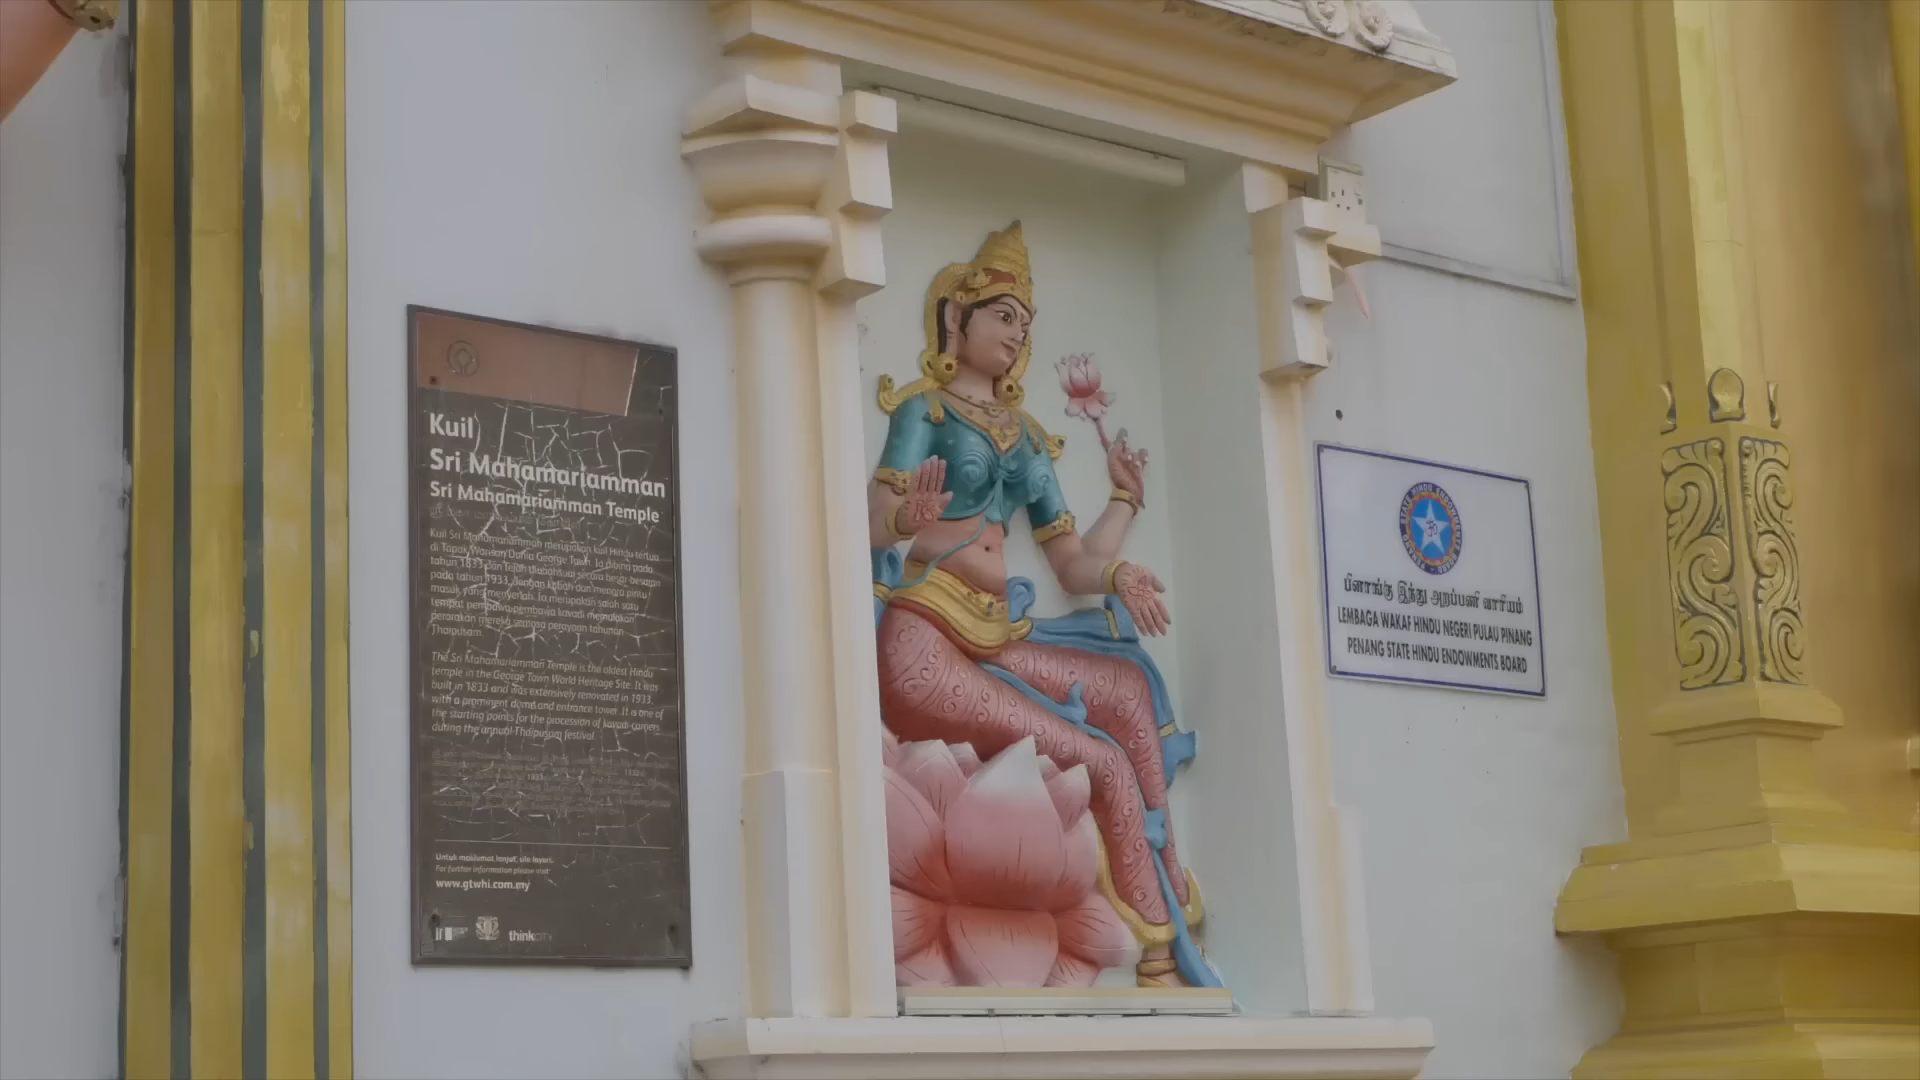 Kuil
Sri Mahamariamman
Sri Mahamariamman Temple
Kuil Sri Mahamariammah merupakan kuil Hindu tertua
di Tapak Warisan Dunia George Town. Ia dibina pada
tahun 1833 dan telah diubahsuai secara besar-besaran
pada tahun 1933, dengan kubah dan menara pintu
masuk yang menyerlah. Ia merupakan salah satu
tempat pembawa-pembawa kavadi memulakan
perarakan mereka semasa perayaan tahunan
Thaipusam.
The Sri Mahamariamman Temple is the oldest Hindu
temple in the George Town World Heritage Site. It was
built in 1833 and was extensively renovated in 1933,
with a prominent dome and entrance tower. It is one of
the starting points for the procession of kavadi carriers
during the annual Thaipusam festival.
Untuk maklumat lanjut, sila layari:
For further information please visit:
www.gtwhi.com.my
thinkcity
STATE HINDU ENDOWMENTS BOARD
PENANG
பினாங்கு இந்து அறப்பணி வாரியம்
LEMBAGA WAKAF HINDU NEGERI PULAU PINANG
PENANG STATE HINDU ENDOWMENTS BOARD